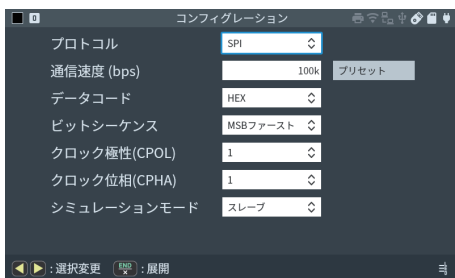 0 コンフィグレーション
プロトコル SPI
通信速度 (bps) 100k プリセット
データコード HEX
ビットシーケンス MSBファースト
クロック極性(CPOL) 1
クロック位相(CPHA) 1
シミュレーションモード スレーブ
:選択変更 END × :展開